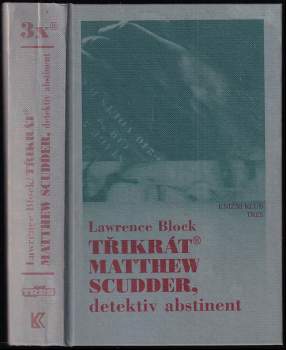 3x®
Lawrence Block/TŘIKRÁT®
MATTHEW SCUDDER, detektiv abstinent
KNIŽNÍ KLUB
TRES
Lawrence Block
TŘIKRÁT®
MATTHEW
SCUDDER,
detektiv abstinent